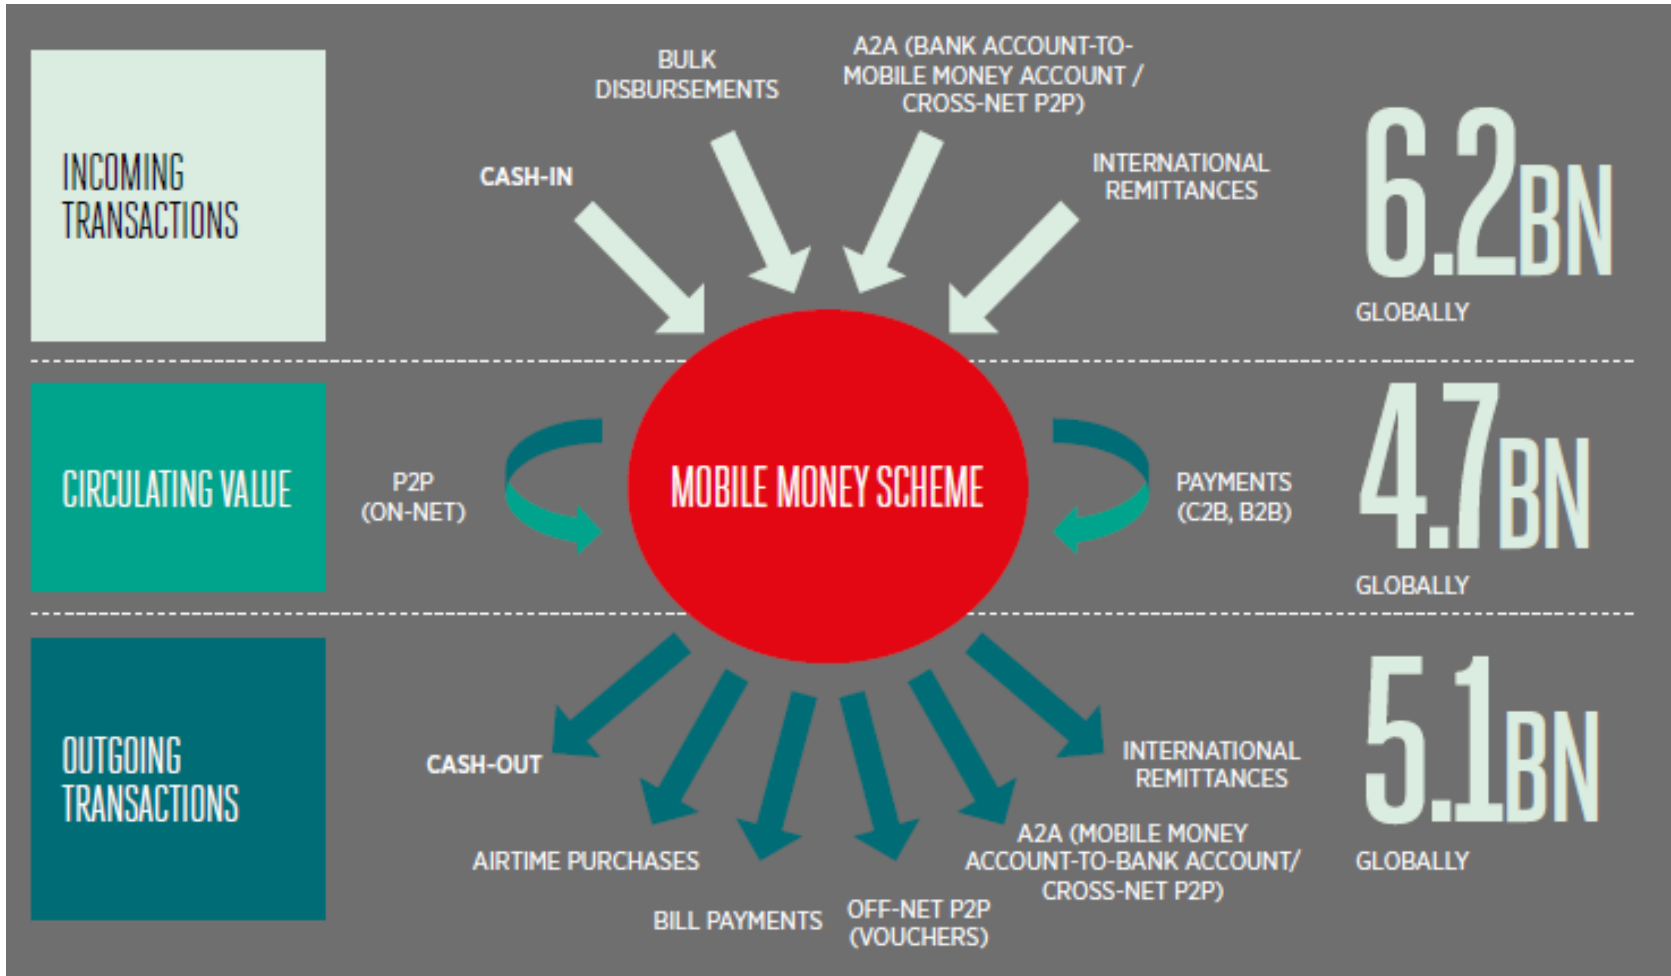 INCOMING
TRANSACTIONS
CASH-IN
BULK
DISBURSEMENTS
A2A (BANK ACCOUNT-TO-
MOBILE MONEY ACCOUNT /
CROSS-NET P2P)
INTERNATIONAL
REMITTANCES
6.2BN
GLOBALLY
CIRCULATING VALUE
P2P
(ON-NET)
MOBILE MONEY SCHEME
PAYMENTS
(C2B, B2B)
4.7BN
GLOBALLY
OUTGOING
TRANSACTIONS
CASH-OUT
AIRTIME PURCHASES
BILL PAYMENTS
OFF-NET P2P
(VOUCHERS)
A2A (MOBILE MONEY
ACCOUNT-TO-BANK ACCOUNT/
CROSS-NET P2P)
INTERNATIONAL
REMITTANCES
5.1BN
GLOBALLY